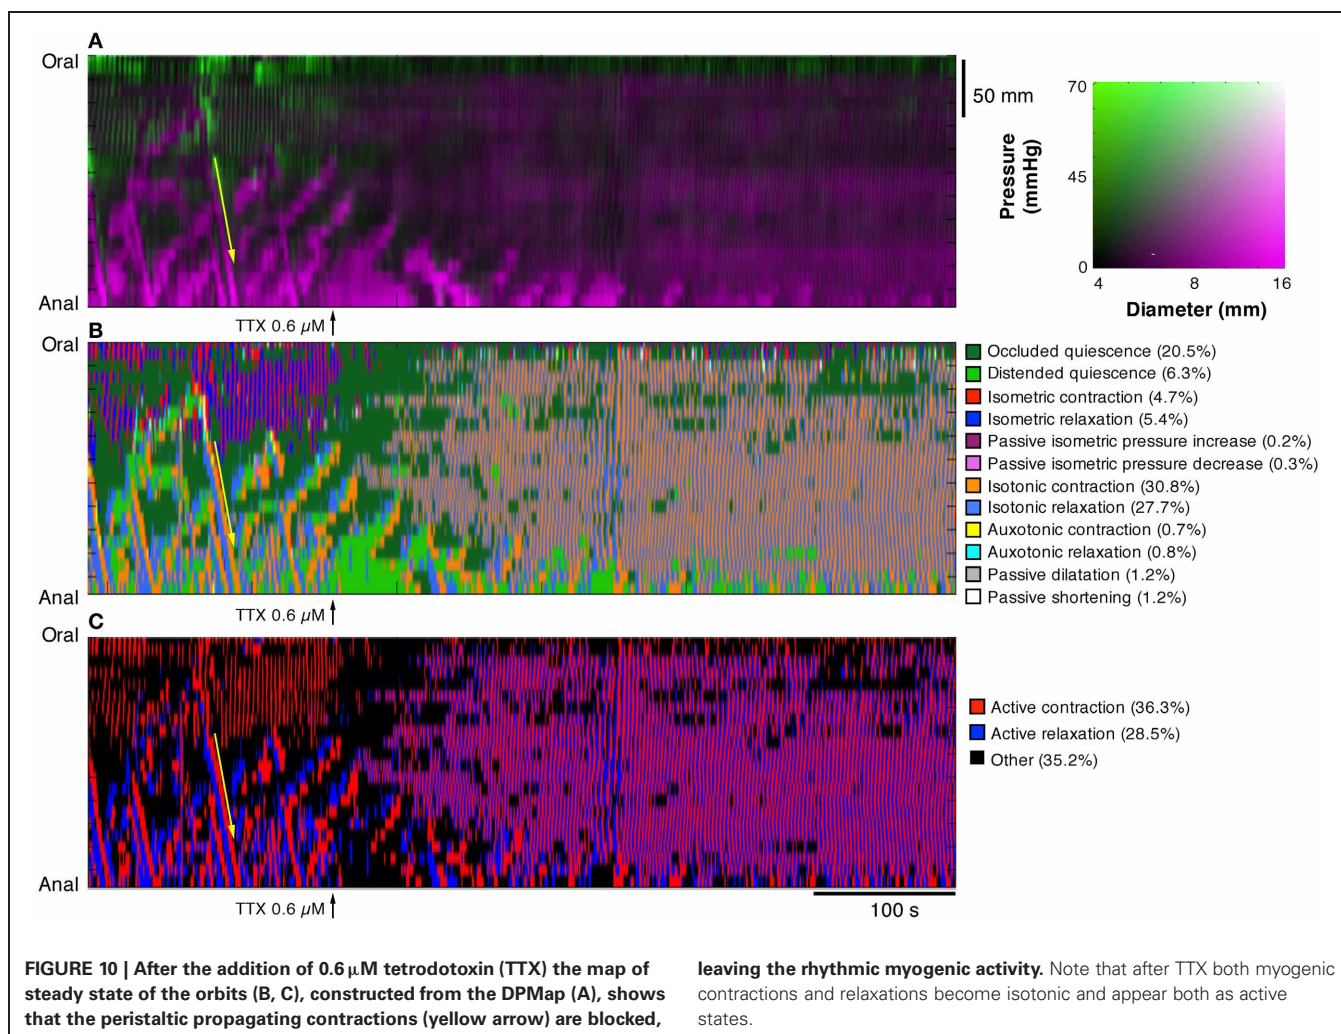 A
Oral
Anal
TTX 0.6 µM
50 mm
Pressure
(mmHg)
70
45
0
4 8 16
Diameter (mm)
B
Oral
Anal
TTX 0.6 µM
Occluded quiescence (20.5%)
Distended quiescence (6.3%)
Isometric contraction (4.7%)
Isometric relaxation (5.4%)
Passive isometric pressure increase (0.2%)
Passive isometric pressure decrease (0.3%)
Isotonic contraction (30.8%)
Isotonic relaxation (27.7%)
Auxotonic contraction (0.7%)
Auxotonic relaxation (0.8%)
Passive dilatation (1.2%)
Passive shortening (1.2%)
C
Oral
Anal
TTX 0.6 µM
Active contraction (36.3%)
Active relaxation (28.5%)
Other (35.2%)
100 s
FIGURE 10 | After the addition of 0.6 µM tetrodotoxin (TTX) the map of
steady state of the orbits (B, C), constructed from the DPMap (A), shows
that the peristaltic propagating contractions (yellow arrow) are blocked,
leaving the rhythmic myogenic activity. Note that after TTX both myogenic
contractions and relaxations become isotonic and appear both as active
states.